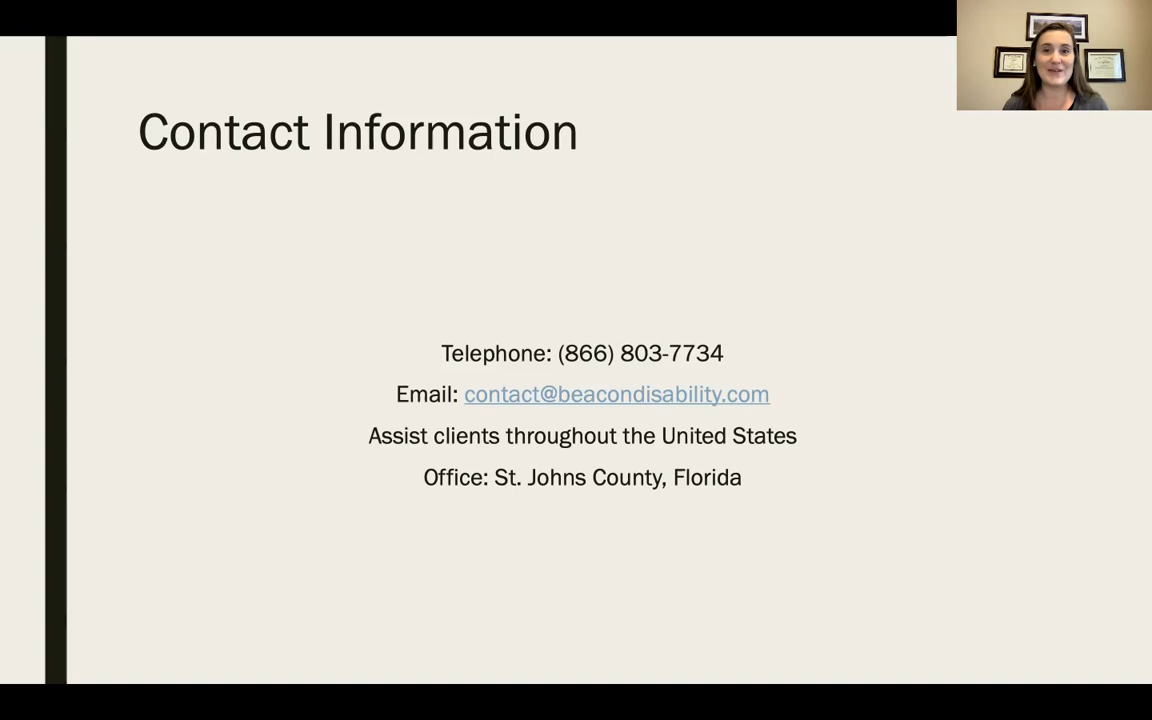 Contact Information
Telephone: (866) 803-7734
Email: contact@beacondisability.com
Assist clients throughout the United States
Office: St. Johns County, Florida